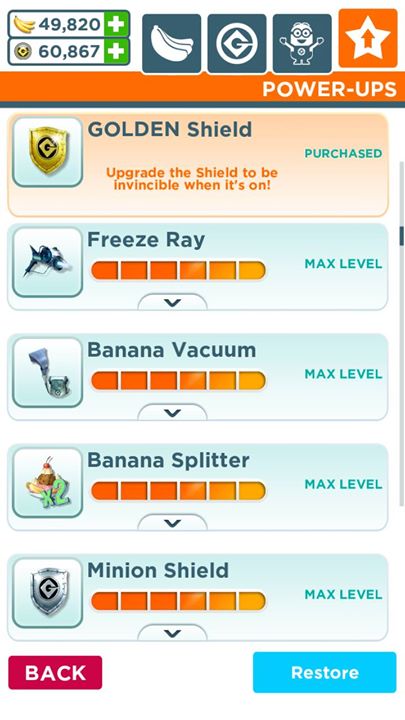 49,820
60,867
POWER-UPS
GOLDEN Shield
PURCHASED
Upgrade the Shield to be
invincible when it's on!
Freeze Ray
MAX LEVEL
Banana Vacuum
MAX LEVEL
Banana Splitter
x2
MAX LEVEL
Minion Shield
MAX LEVEL
BACK
Restore